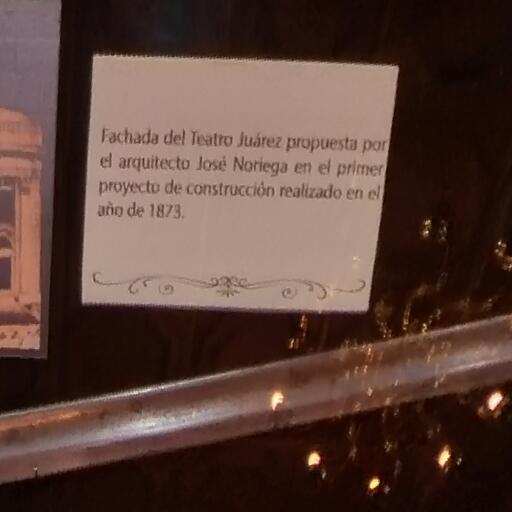 Fachada del Teatro Juárez propuesta por
el arquitecto José Noriega en el primer
proyecto de construcción realizado en el
año de 1873.